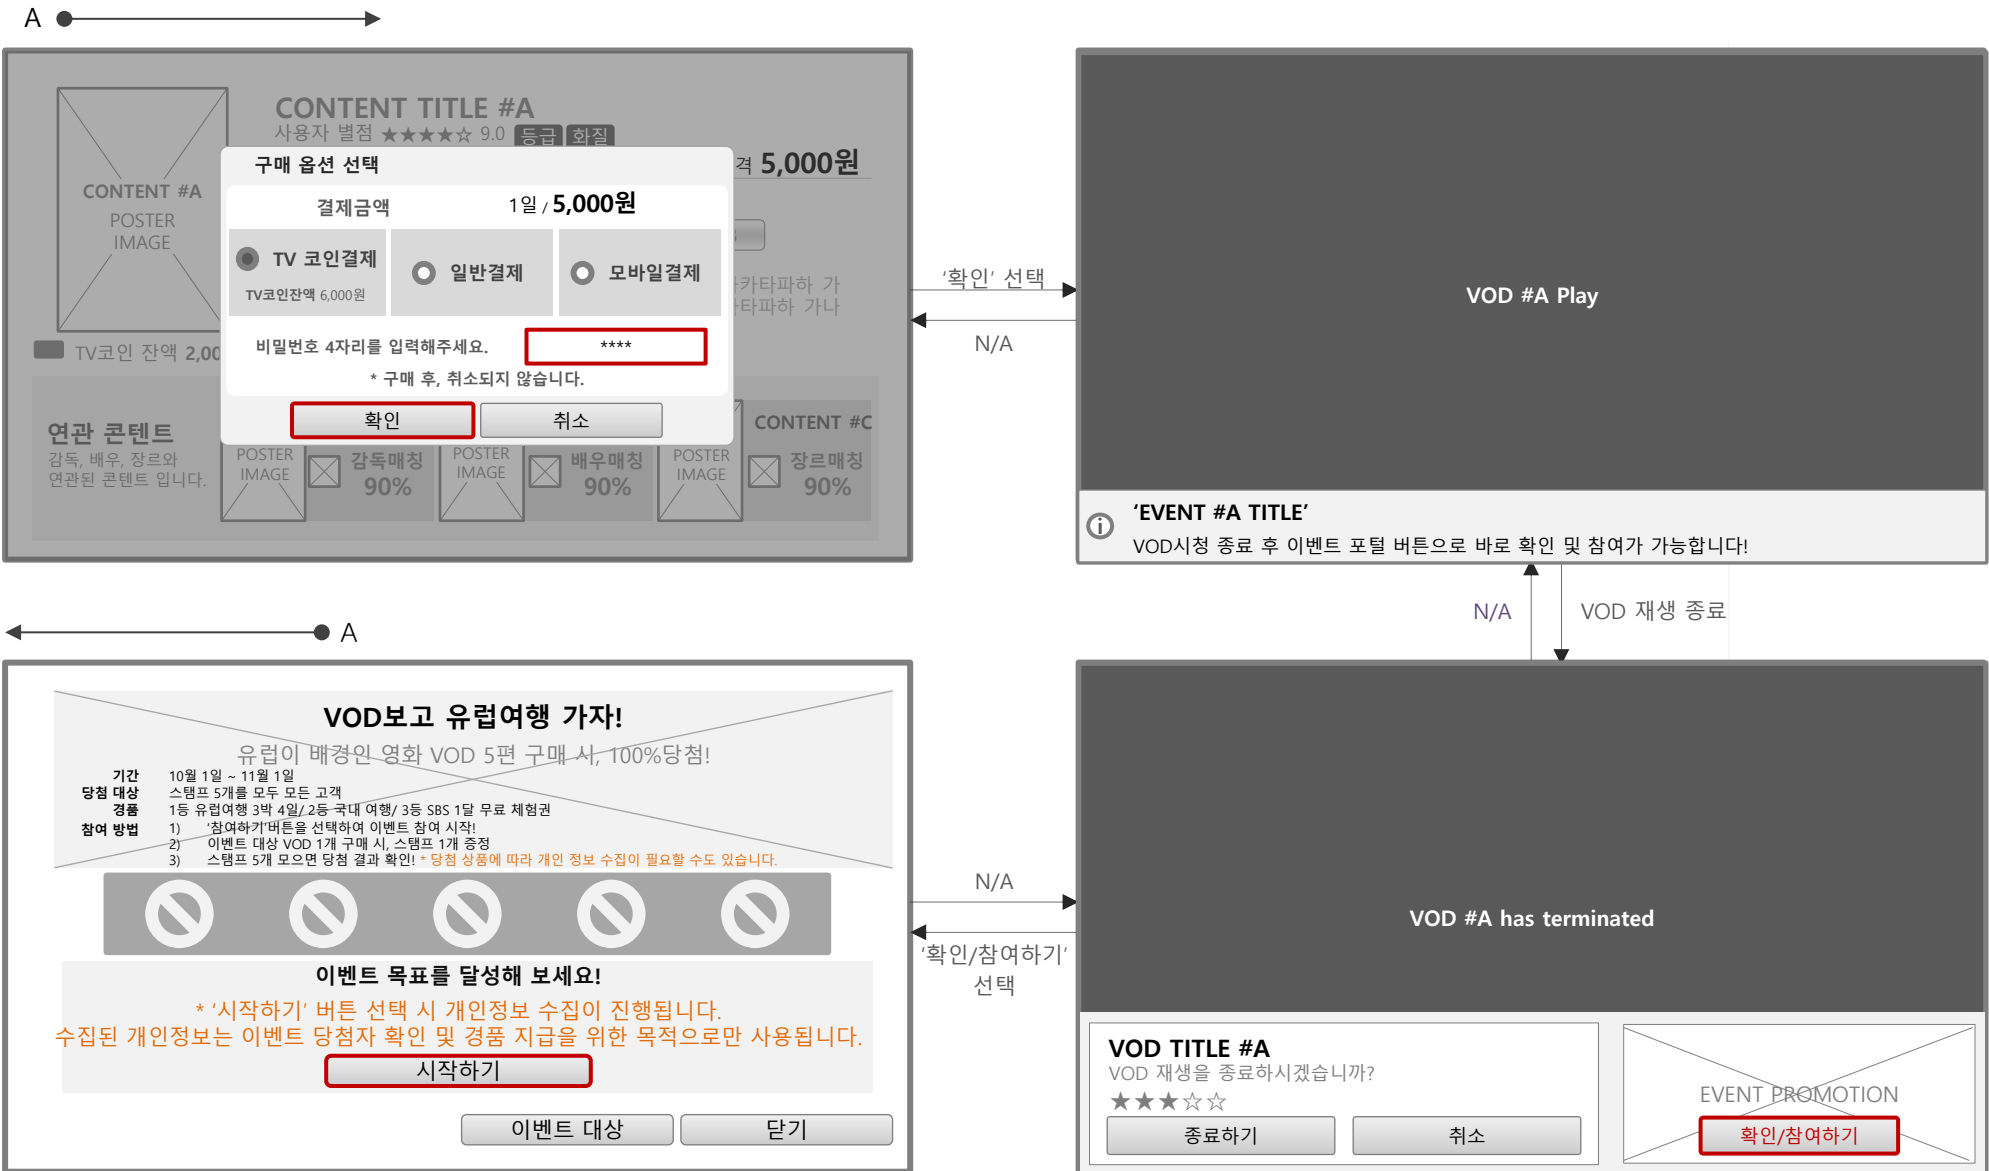 A
CONTENT TITLE #A
사용자 별점 ★★★★☆ 9.0 등급 화질
격 5,000원
CONTENT #A
POSTER
IMAGE
구매 옵션 선택
결제금액 1일 / 5,000원
TV 코인결제
TV코인잔액 6,000원
일반결제
모바일결제
비밀번호 4자리를 입력해주세요. ****
* 구매 후, 취소되지 않습니다.
확인 취소
카타파하 가
타파하 가나
TV코인 잔액 2,00
연관 콘텐트
감독, 배우, 장르와
연관된 콘텐트 입니다.
POSTER
IMAGE
감독매칭
90%
POSTER
IMAGE
배우매칭
90%
CONTENT #C
POSTER
IMAGE
장르매칭
90%
'확인' 선택
N/A
VOD #A Play
'EVENT #A TITLE'
VOD시청 종료 후 이벤트 포털 버튼으로 바로 확인 및 참여가 가능합니다!
N/A
VOD 재생 종료
A
VOD보고 유럽여행 가자!
유럽이 배경인 영화 VOD 5편 구매 시, 100%당첨!
기간 10월 1일 ~ 11월 1일
당첨 대상 스탬프 5개를 모두 모든 고객
경품 1등 유럽여행 3박 4일/ 2등 국내 여행/ 3등 SBS 1달 무료 체험권
참여 방법 1) '참여하기'버튼을 선택하여 이벤트 참여 시작!
2) 이벤트 대상 VOD 1개 구매 시, 스탬프 1개 증정
3) 스탬프 5개 모으면 당첨 결과 확인! * 당첨 상품에 따라 개인 정보 수집이 필요할 수도 있습니다.
이벤트 목표를 달성해 보세요!
* '시작하기' 버튼 선택 시 개인정보 수집이 진행됩니다.
수집된 개인정보는 이벤트 당첨자 확인 및 경품 지급을 위한 목적으로만 사용됩니다.
시작하기
이벤트 대상 닫기
N/A
'확인/참여하기'
선택
VOD #A has terminated
VOD TITLE #A
VOD 재생을 종료하시겠습니까?
★★★☆☆
종료하기 취소
EVENT PROMOTION
확인/참여하기